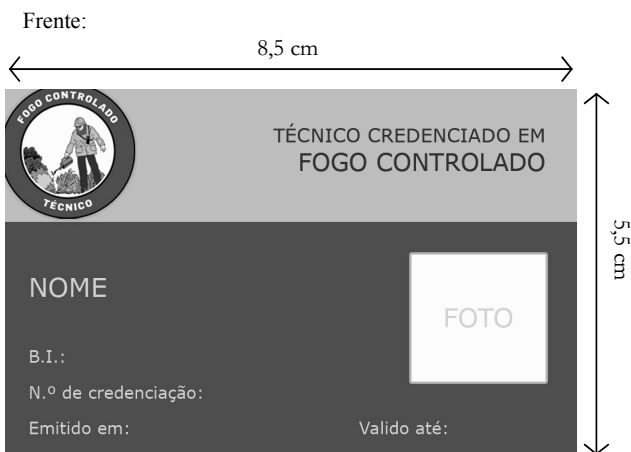 Frente:
8,5 cm
FOGO CONTROLADO
TÉCNICO
TÉCNICO CREDENCIADO EM
FOGO CONTROLADO
5,5 cm
NOME
FOTO
B.I.:
N.º de credenciação:
Emitido em:
Valido até: